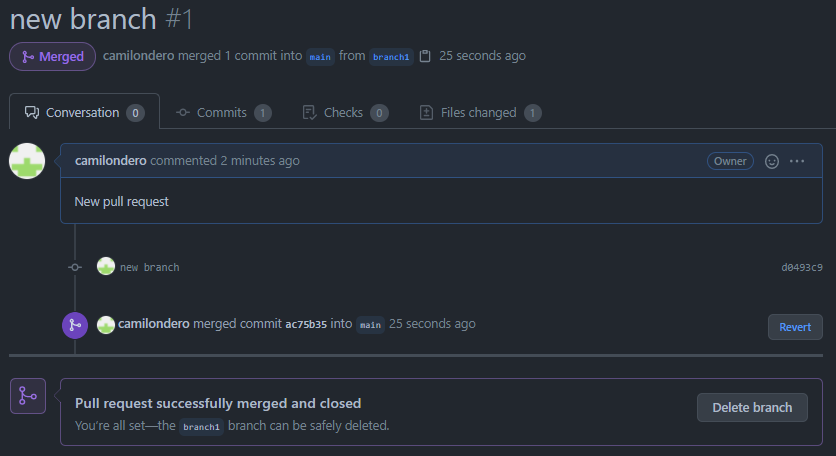 new branch #1
Merged camilondero merged 1 commit into main from branch1 25 seconds ago
Conversation 0 Commits 1 Checks 0 Files changed 1
camilondero commented 2 minutes ago Owner
New pull request
new branch d0493c9
camilondero merged commit ac75b35 into main 25 seconds ago Revert
Pull request successfully merged and closed
You're all set—the branch1 branch can be safely deleted.
Delete branch